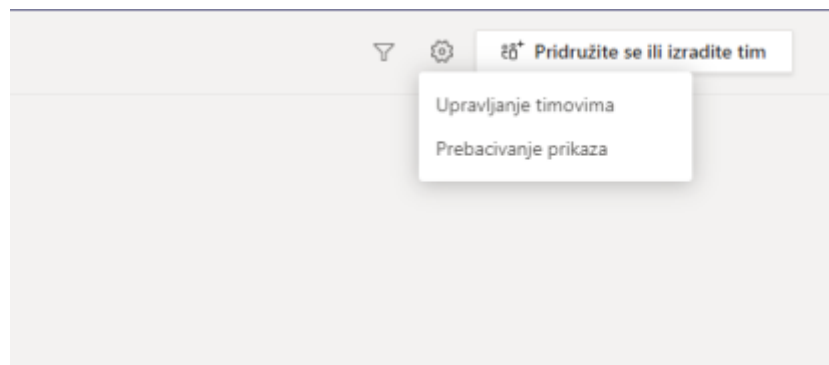 Pridružite se ili izradite tim
Upravljanje timovima
Prebacivanje prikaza